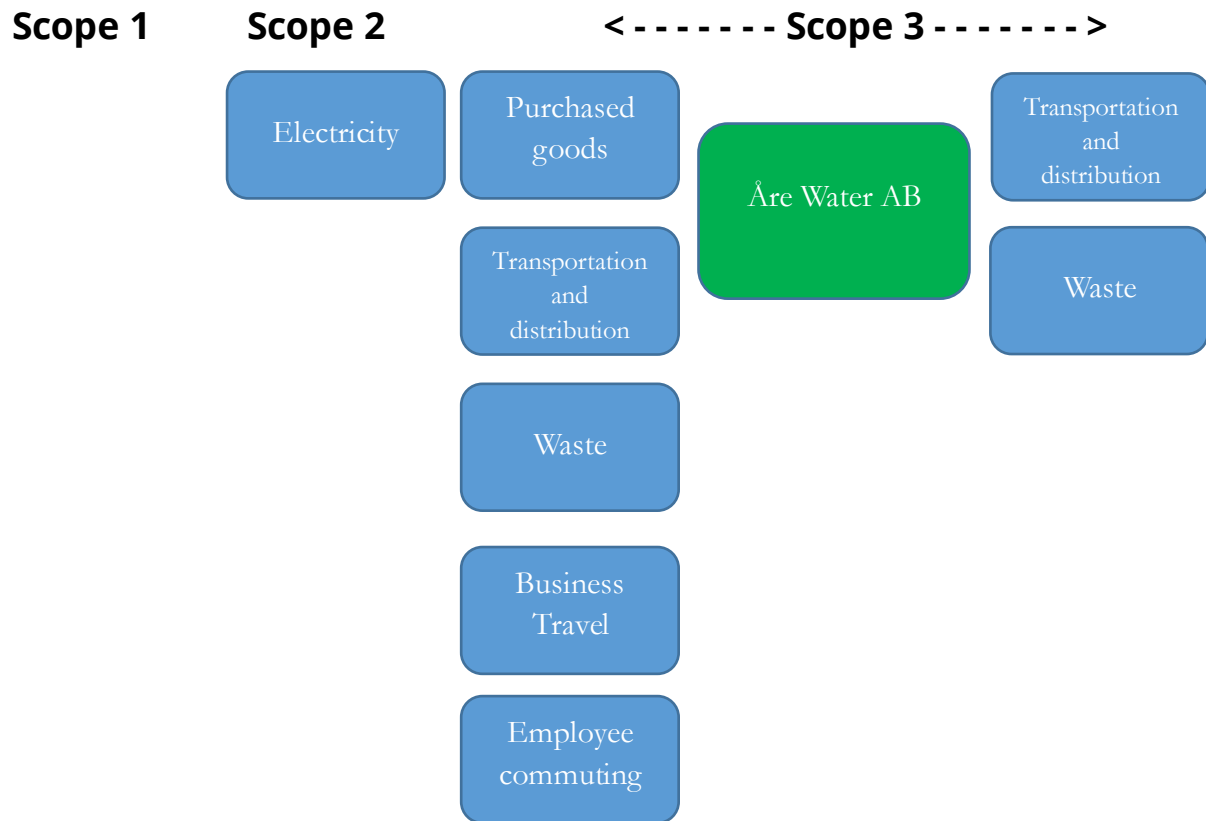 Scope 1 Scope 2 <------- Scope 3 ------->
Electricity
Purchased
goods
Transportation
and
distribution
Waste
Business
Travel
Employee
commuting
Åre Water AB
Transportation
and
distribution
Waste